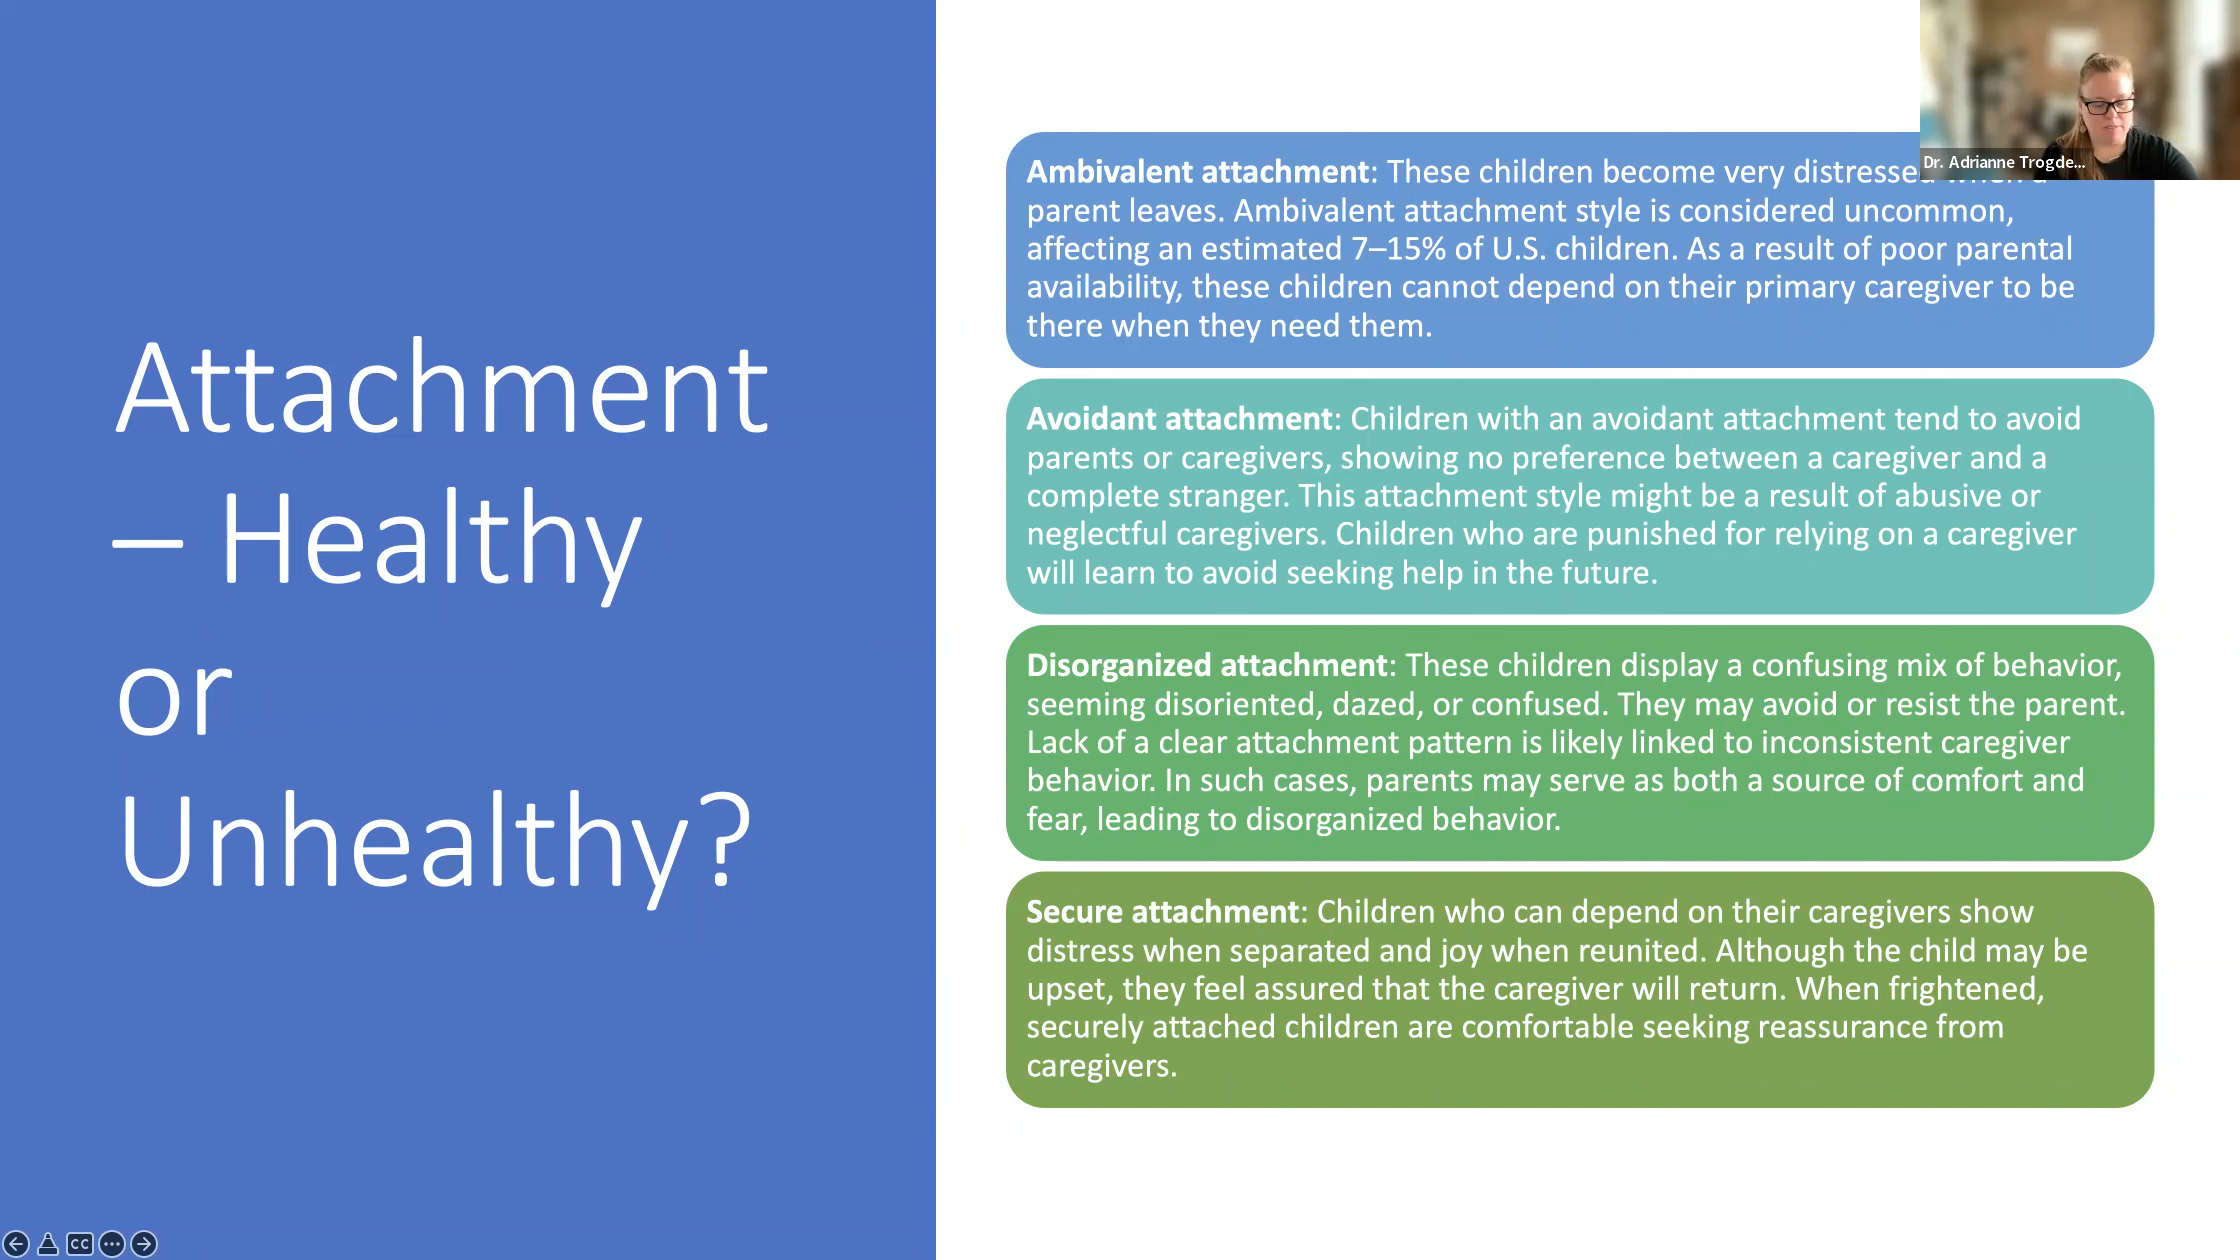 Attachment
– Healthy
or
Unhealthy?
Dr. Adrianne Trogde...
Ambivalent attachment: These children become very distressed when a
parent leaves. Ambivalent attachment style is considered uncommon,
affecting an estimated 7–15% of U.S. children. As a result of poor parental
availability, these children cannot depend on their primary caregiver to be
there when they need them.
Avoidant attachment: Children with an avoidant attachment tend to avoid
parents or caregivers, showing no preference between a caregiver and a
complete stranger. This attachment style might be a result of abusive or
neglectful caregivers. Children who are punished for relying on a caregiver
will learn to avoid seeking help in the future.
Disorganized attachment: These children display a confusing mix of behavior,
seeming disoriented, dazed, or confused. They may avoid or resist the parent.
Lack of a clear attachment pattern is likely linked to inconsistent caregiver
behavior. In such cases, parents may serve as both a source of comfort and
fear, leading to disorganized behavior.
Secure attachment: Children who can depend on their caregivers show
distress when separated and joy when reunited. Although the child may be
upset, they feel assured that the caregiver will return. When frightened,
securely attached children are comfortable seeking reassurance from
caregivers.
CC